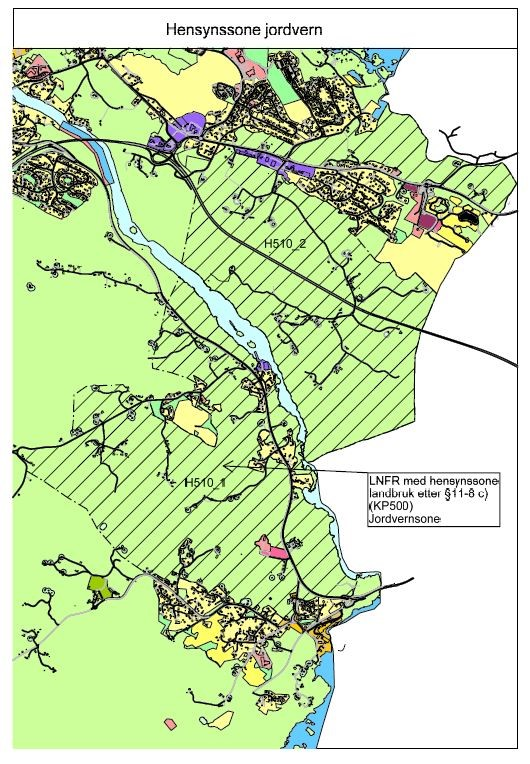 Hensynssone jordvern
H510_2
H510_1
LNFR med hensynssone
landbruk etter §11-8 c)
(KP500)
Jordvernsone